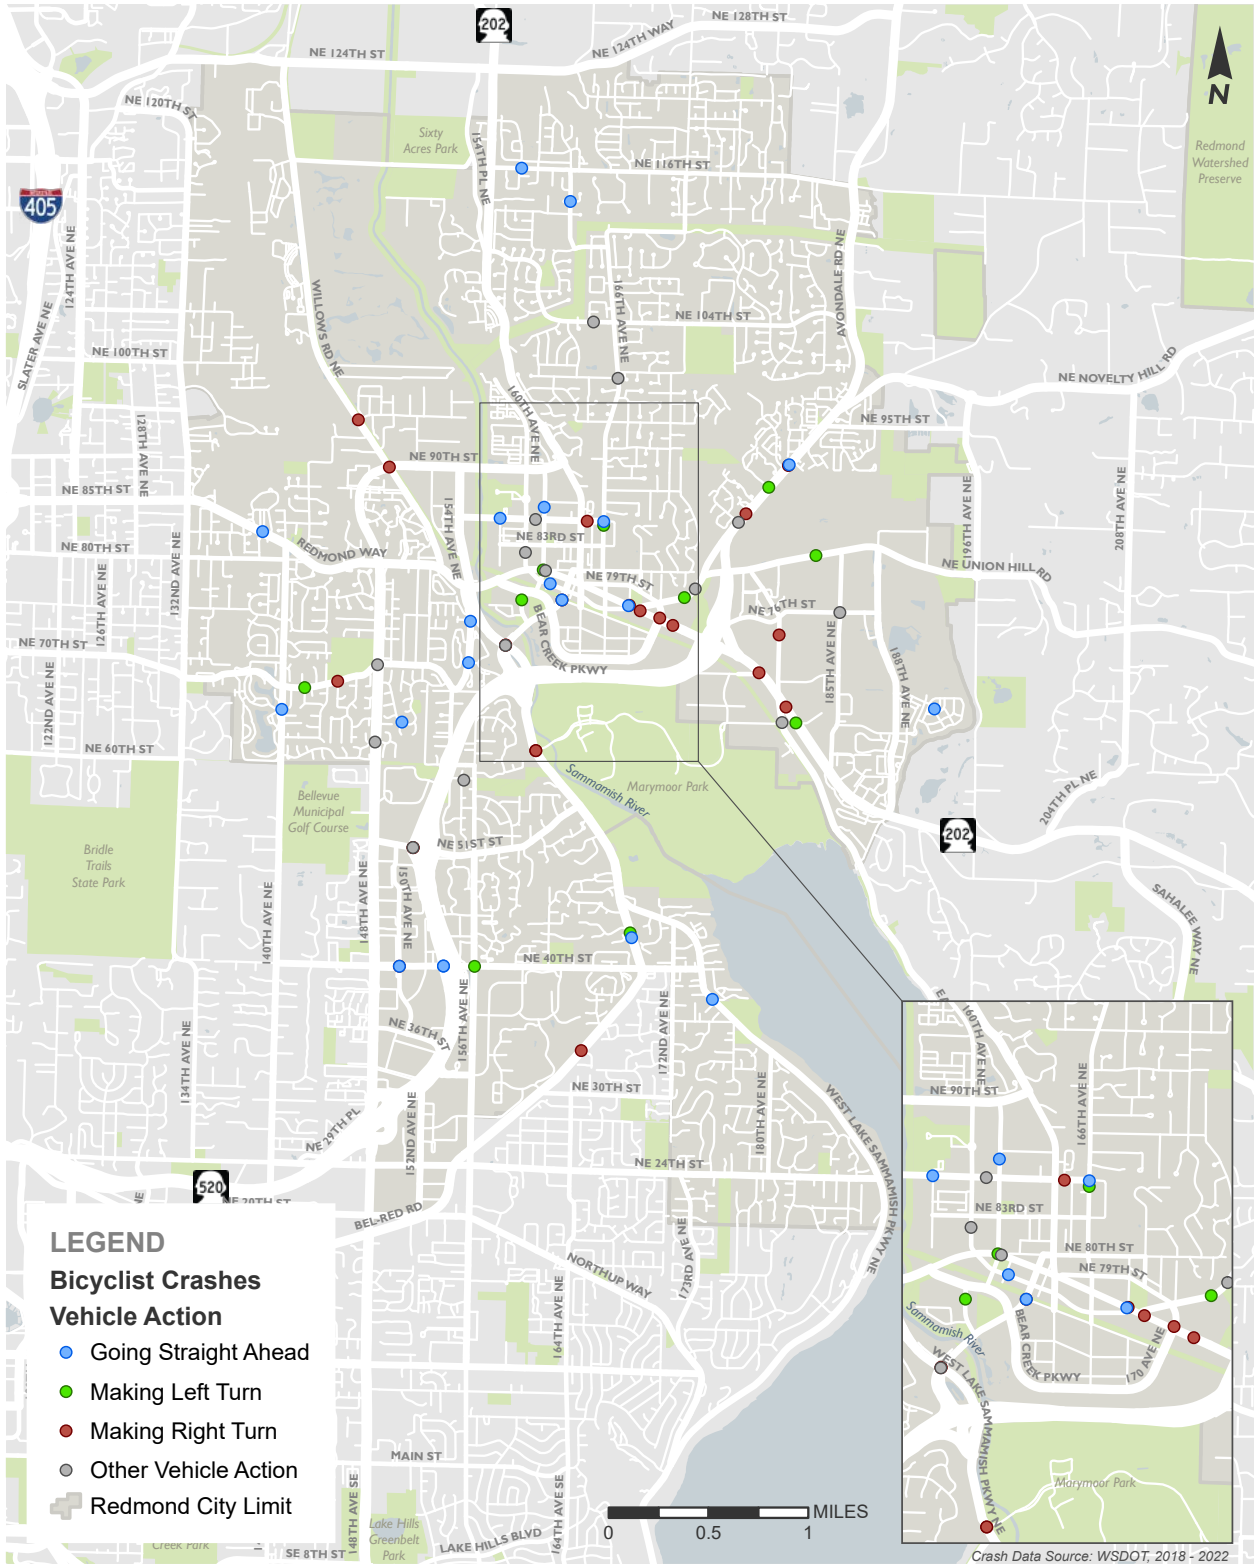 202
NE 128TH ST
NE 124TH WAY
NE 124TH ST
N
NE 120TH ST
Sixty
Acres Park
154TH PL NE
NE 116TH ST
Redmond
Watershed
Preserve
405
124TH AVE NE
AVONDALE RD NE
WILLOWS RD NE
166TH AVE NE
SLATER AVE NE
NE 104TH ST
NE 100TH ST
NE NOVELTY HILL RD
160TH AVE NE
128TH AVE NE
NE 95TH ST
NE 90TH ST
NE 85TH ST
154TH AVE NE
196TH AVE NE
208TH AVE NE
NE 83RD ST
NE 80TH ST
REDMOND WAY
132ND AVE NE
126TH AVE NE
NE 79TH ST
NE UNION HILL RD
NE 76TH ST
BEAR CREEK PKWY
NE 70TH ST
185TH AVE NE
188TH AVE NE
122ND AVE NE
NE 60TH ST
Sammamish River
Marymoor Park
204TH PL NE
Bellevue
Municipal
Golf Course
202
NE 51ST ST
Bridle
Trails
State Park
148TH AVE NE
150TH AVE NE
140TH AVE NE
SAHALEE WAY NE
NE 40TH ST
156TH AVE NE
172ND AVE NE
NE 36TH ST
134TH AVE NE
NE 30TH ST
NE 29TH PL
152ND AVE NE
180TH AVE NE
WEST LAKE SAMMAMISH PKWY NE
NE 24TH ST
520
NE 20TH ST
BEL-RED RD
NORTHUP WAY
173RD AVE NE
164TH AVE NE
MAIN ST
148TH AVE SE
164TH AVE SE
Lake Hills
Greenbelt
Park
LAKE HILLS BLVD
SE 8TH ST
Creek Park
160TH AVE NE
NE 90TH ST
166TH AVE NE
NE 83RD ST
NE 80TH ST
NE 79TH ST
Sammamish River
BEAR CREEK PKWY
170 AVE NE
WEST LAKE SAMMAMISH PKWY NE
Marymoor Park
LEGEND
Bicyclist Crashes
Vehicle Action
Going Straight Ahead
Making Left Turn
Making Right Turn
Other Vehicle Action
Redmond City Limit
MILES
0 0.5 1
Crash Data Source: WSDOT, 2018 - 2022